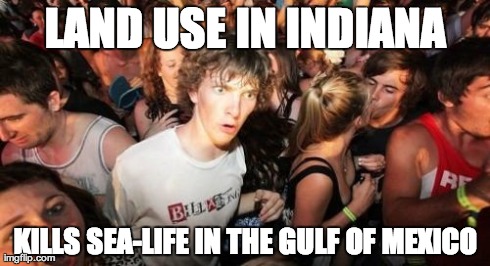 LAND USE IN INDIANA
KILLS SEA-LIFE IN THE GULF OF MEXICO
imgflip.com